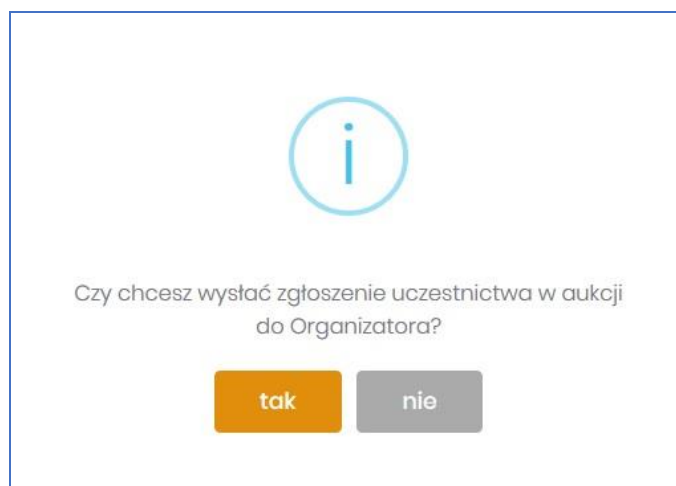 i
Czy chcesz wysłać zgłoszenie uczestnictwa w aukcji
do Organizatora?
tak nie